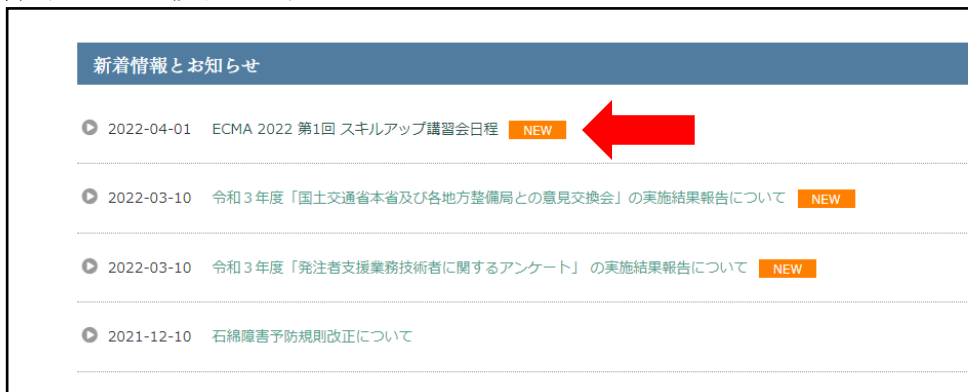 新着情報とお知らせ
2022-04-01 ECMA 2022 第1回 スキルアップ講習会日程 NEW
2022-03-10 令和3年度「国土交通省本省及び各地方整備局との意見交換会」の実施結果報告について NEW
2022-03-10 令和3年度「発注者支援業務技術者に関するアンケート」 の実施結果報告について NEW
2021-12-10 石綿障害予防規則改正について